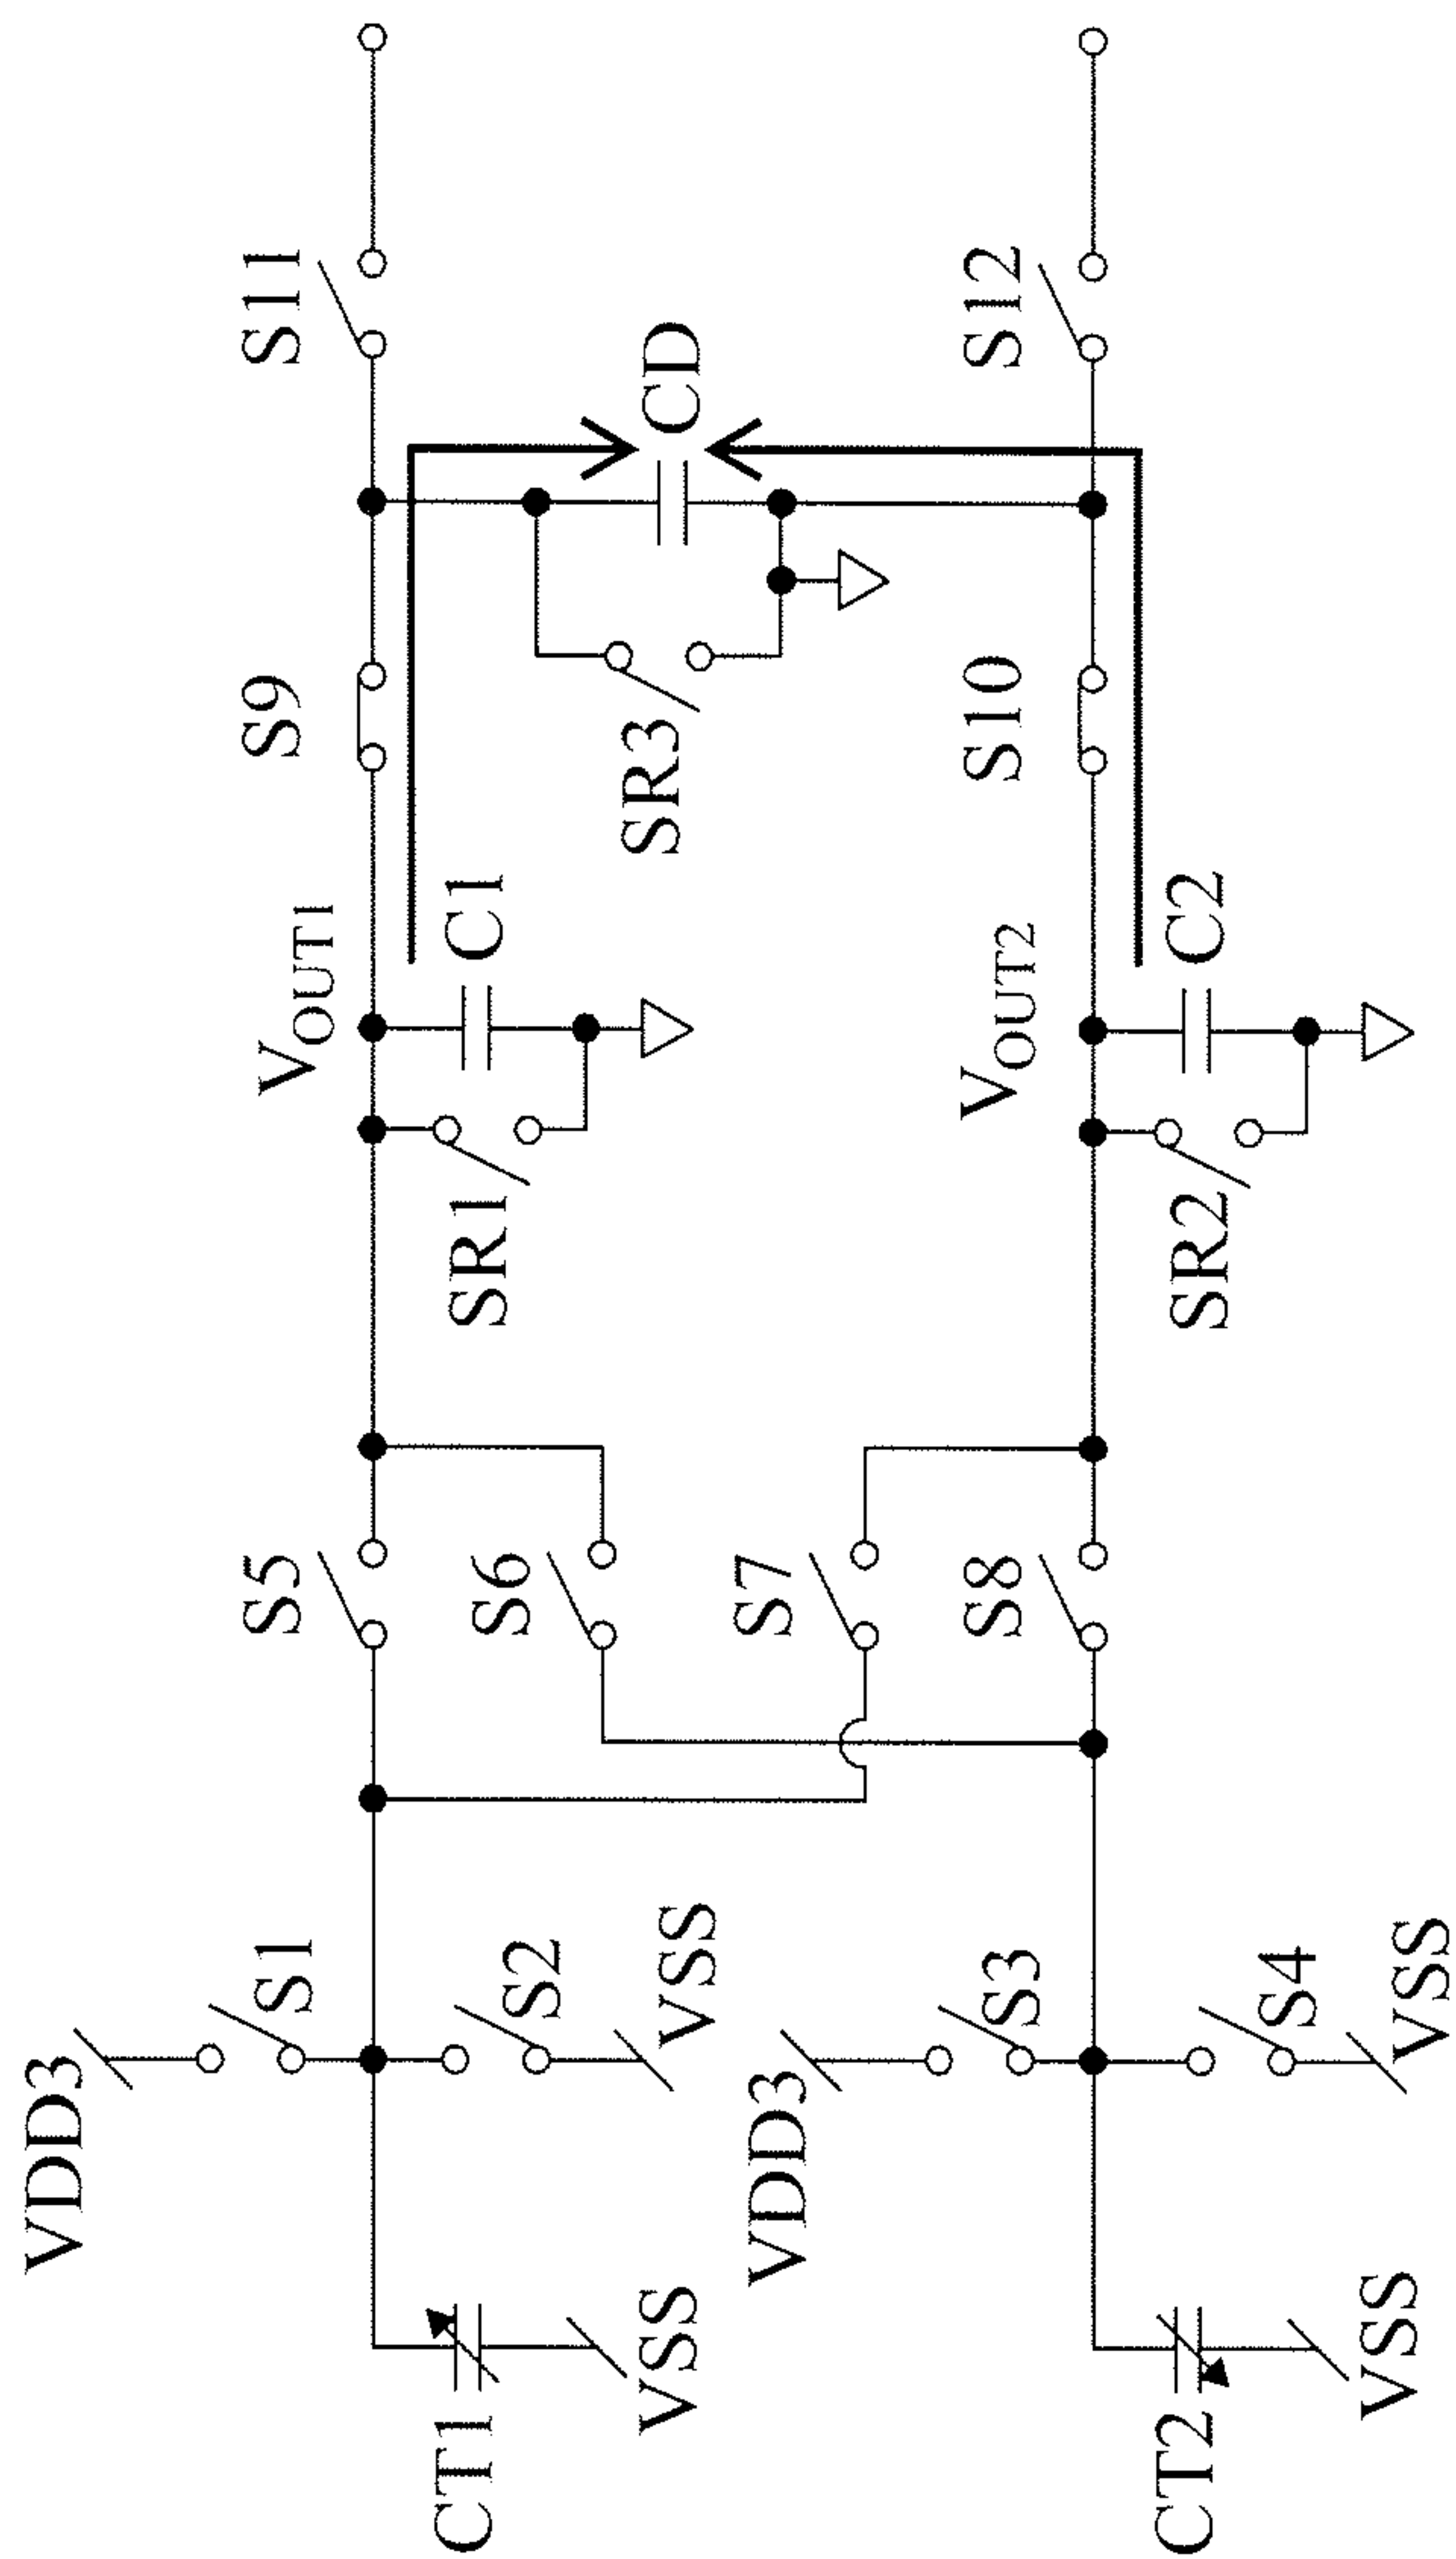 VDD3
S1
S2
VSS
CT1
VSS
VDD3
S3
S4
VSS
CT2
VSS
S5
S6
S7
S8
VOUT1
SR1
C1
VOUT2
SR2
C2
S9
S10
SR3
CD
S11
S12